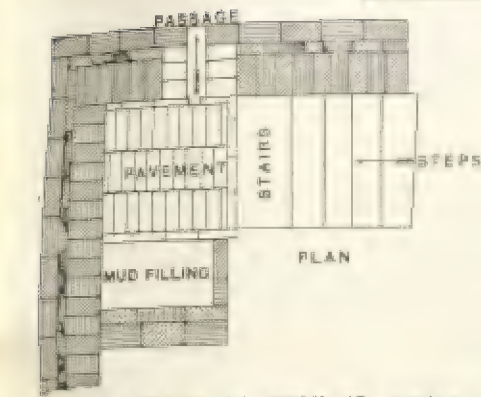 PASSAGE
PAVEMENT
STAIRS
STEPS
PLAN
MUD FILLING